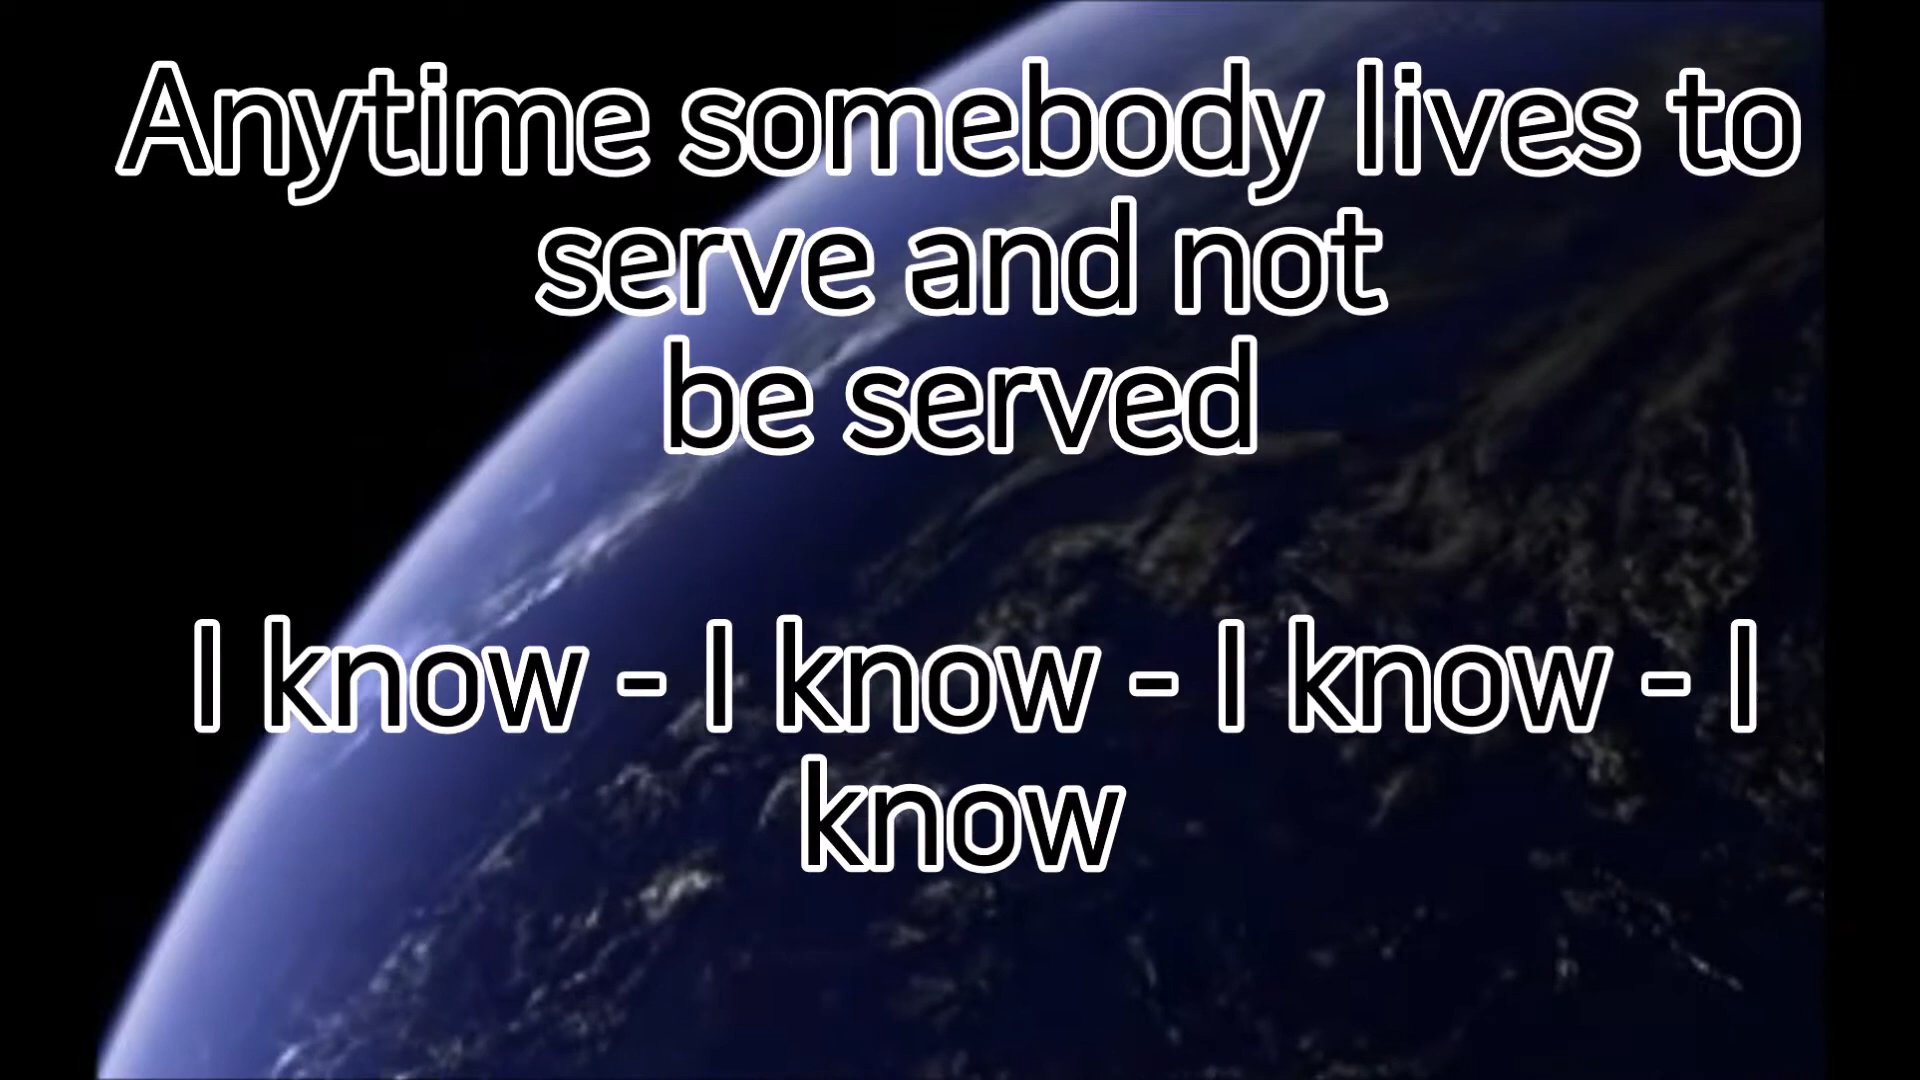 Anytime somebody lives to
serve and not
be served
I know - I know - I know - I
know